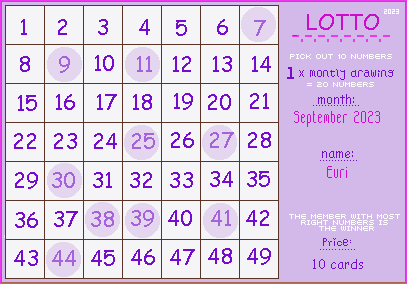 1 2 3 4 5 6 7
8 9 10 11 12 13 14
15 16 17 18 19 20 21
22 23 24 25 26 27 28
29 30 31 32 33 34 35
36 37 38 39 40 41 42
43 44 45 46 47 48 49
2023
LOTTO
PICK OUT 10 NUMBERS
1 x montly drawing
= 20 NUMBERS
month:
September 2023
name:
Euri
THE MEMBER WITH MOST
RIGHT NUMBERS IS
THE WINNER
Price:
10 cards